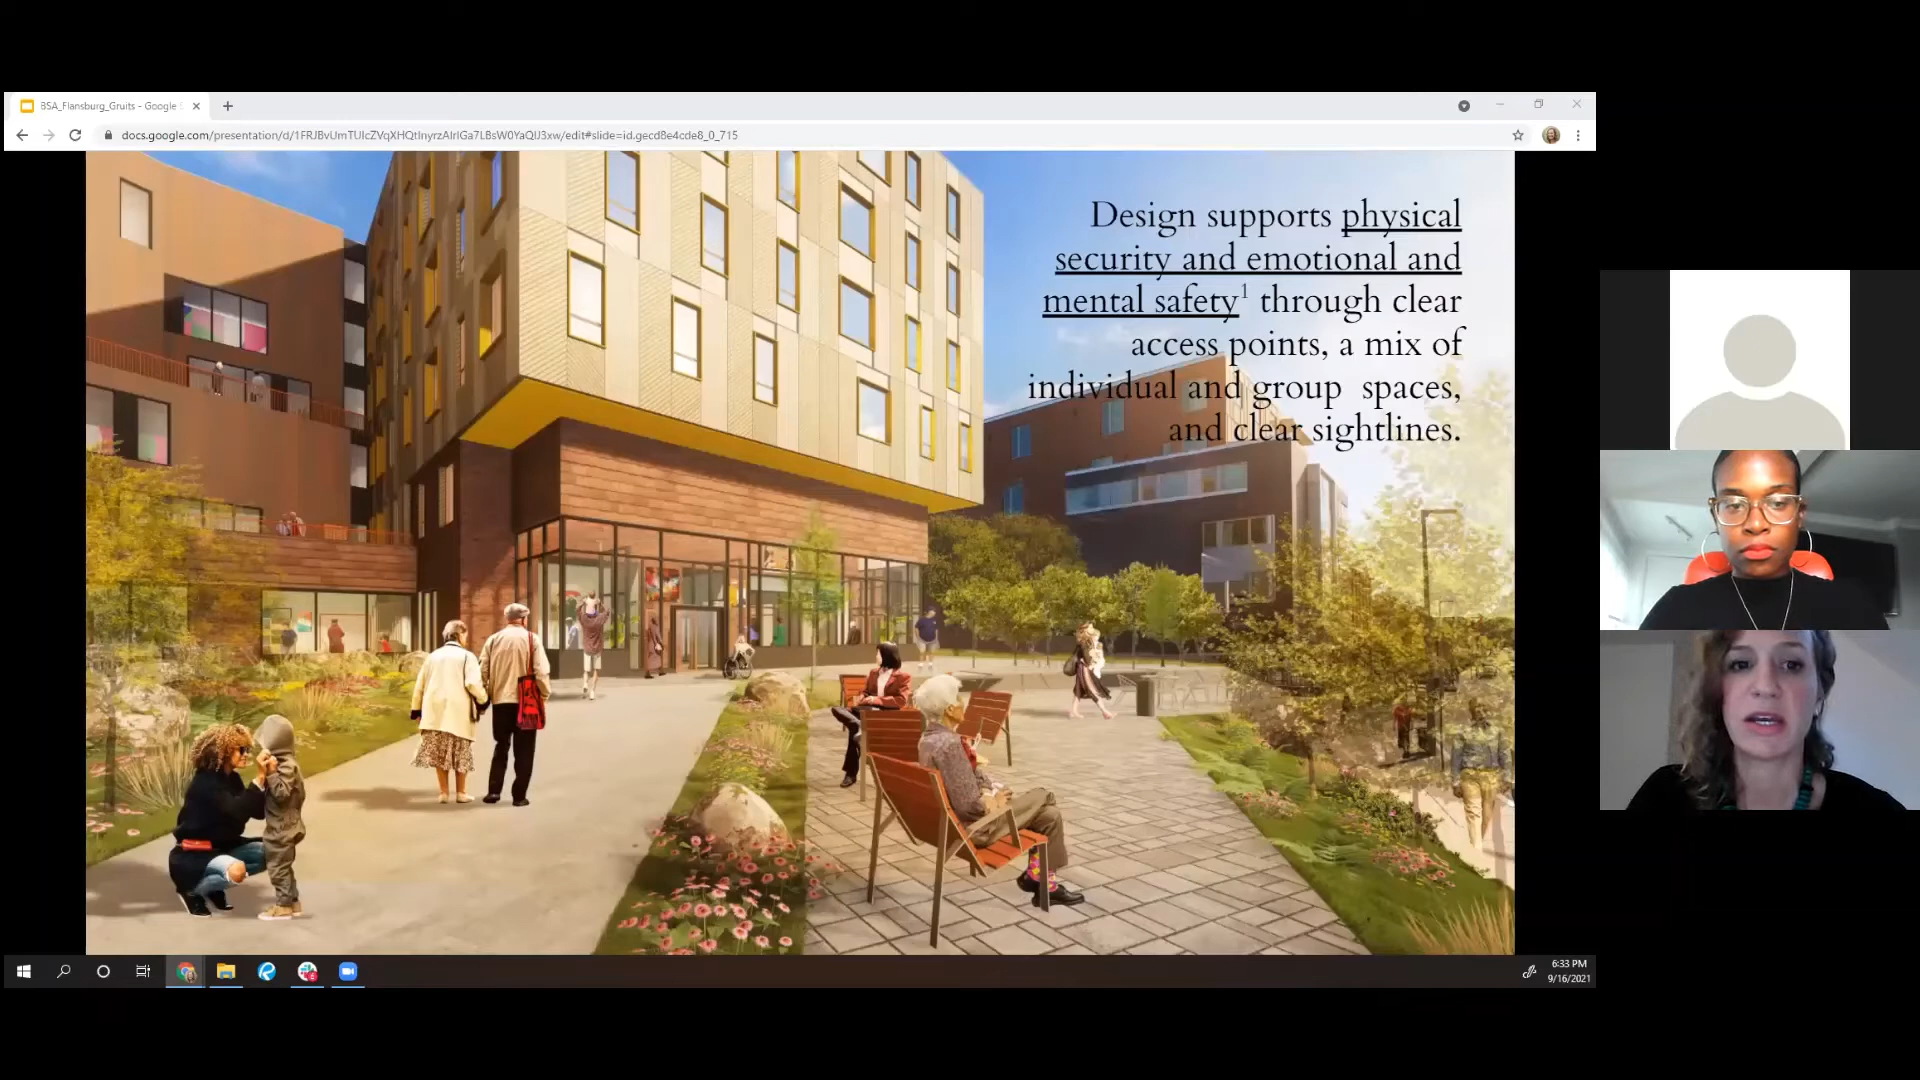 BSA_Flansburg_Gruits - Google
docs.google.com/presentation/d/1FRJBvUmTUIcZVqXHQtInyrzAIrIGa7LBsW0YaQIJ3xw/edit#slide=id.gecd8e4cde8_0_715
Design supports physical
security and emotional and
mental safety¹ through clear
access points, a mix of
individual and group spaces,
and clear sightlines.
6:33 PM
9/16/2021